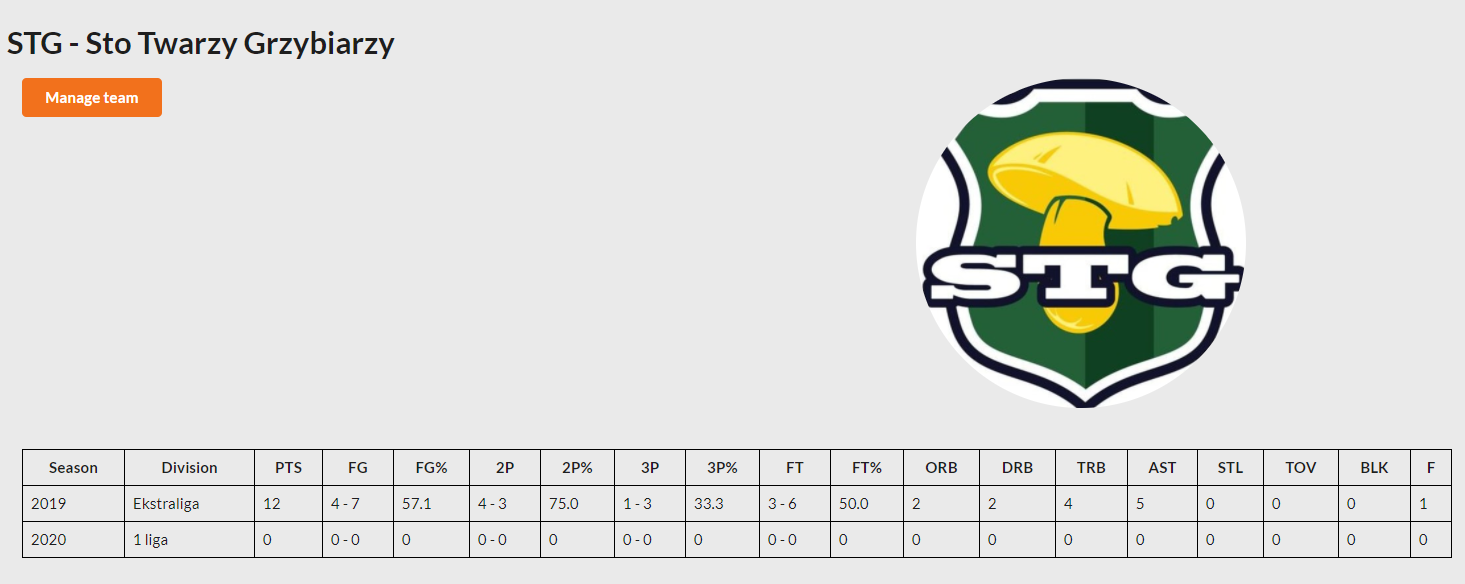 STG - Sto Twarzy Grzybiarzy
Manage team
STG
Season Division PTS FG FG% 2P 2P% 3P 3P% FT FT% ORB DRB TRB AST STL TOV BLK F
2019 Ekstraliga 12 4 - 7 57.1 4 - 3 75.0 1 - 3 33.3 3 - 6 50.0 2 2 4 5 0 0 0 1
2020 1 liga 0 0 - 0 0 0 - 0 0 0 - 0 0 0 - 0 0 0 0 0 0 0 0 0 0